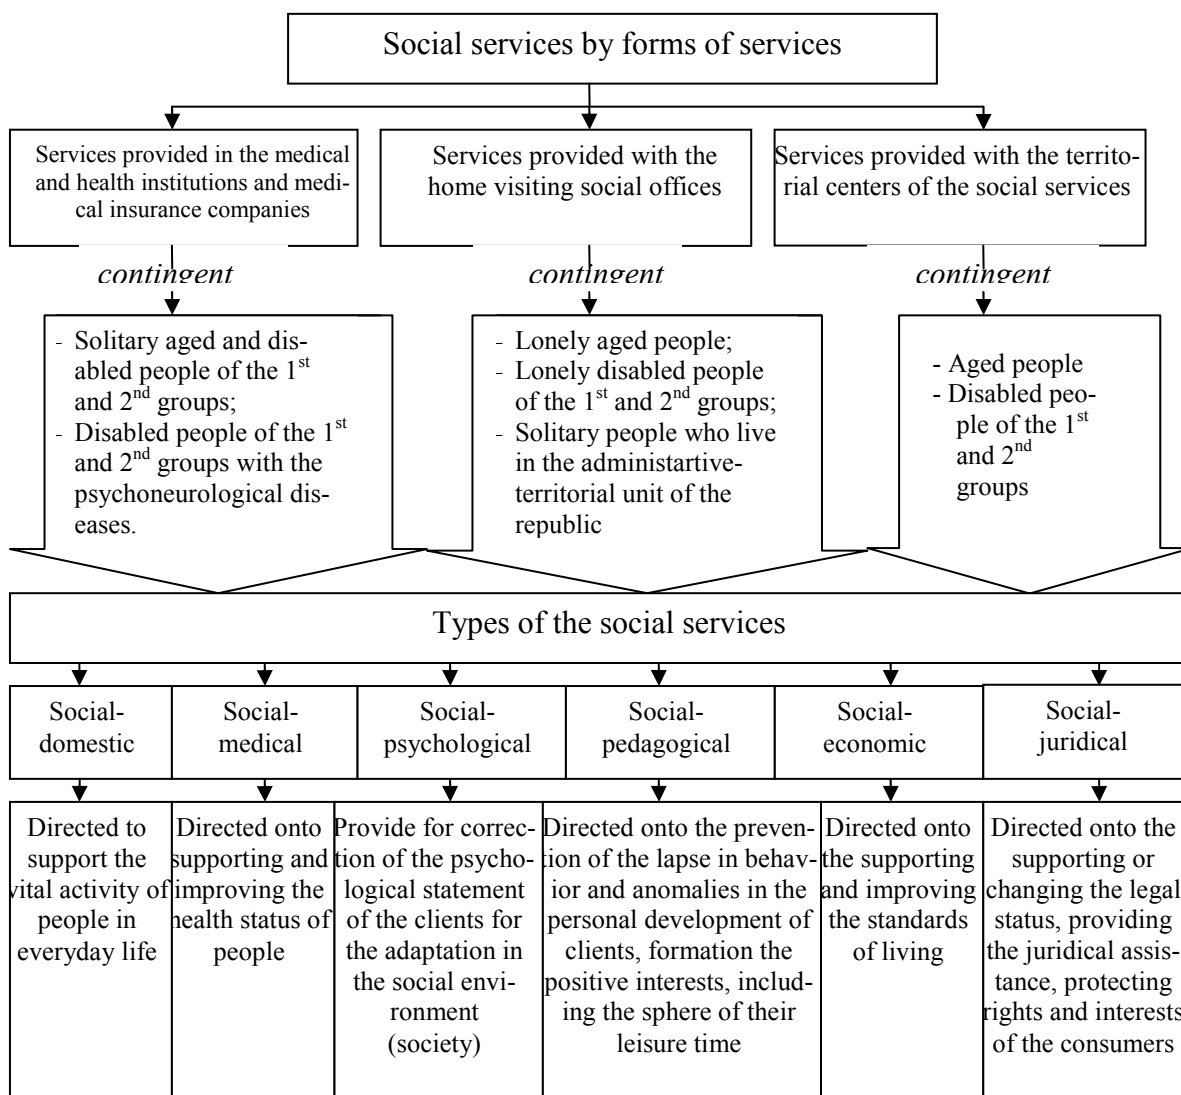 Social services by forms of services
Services provided in the medical
and health institutions and medi-
cal insurance companies
Services provided with the
home visiting social offices
Services provided with the territo-
rial centers of the social services
contingent
contingent
contingent
- Solitary aged and dis-
abled people of the 1st
and 2nd groups;
- Disabled people of the 1st
and 2nd groups with the
psychoneurological dis-
eases.
- Lonely aged people;
- Lonely disabled people
of the 1st and 2nd groups;
- Solitary people who live
in the administartive-
territorial unit of the
republic
- Aged people
- Disabled peo-
ple of the 1st
and 2nd
groups
Types of the social services
Social-
domestic
Social-
medical
Social-
psychological
Social-
pedagogical
Social-
economic
Social-
juridical
Directed to
support the
vital activity of
people in
everyday life
Directed onto
supporting and
improving the
health status of
people
Provide for correc-
tion of the psycho-
logical statement
of the clients for
the adaptation in
the social envi-
ronment
(society)
Directed onto the preven-
tion of the lapse in behav-
ior and anomalies in the
personal development of
clients, formation the
positive interests, includ-
ing the sphere of their
leisure time
Directed onto
the supporting
and improving
the standards
of living
Directed onto the
supporting or
changing the legal
status, providing
the juridical assis-
tance, protecting
rights and interests
of the consumers